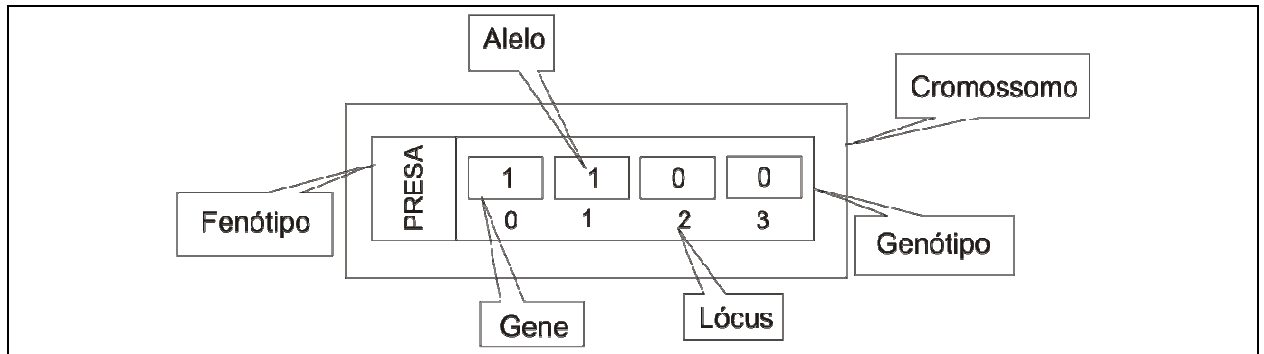 Alelo
Cromossomo
PRESA
1 1 0 0
0 1 2 3
Fenótipo
Genótipo
Gene
Lócus